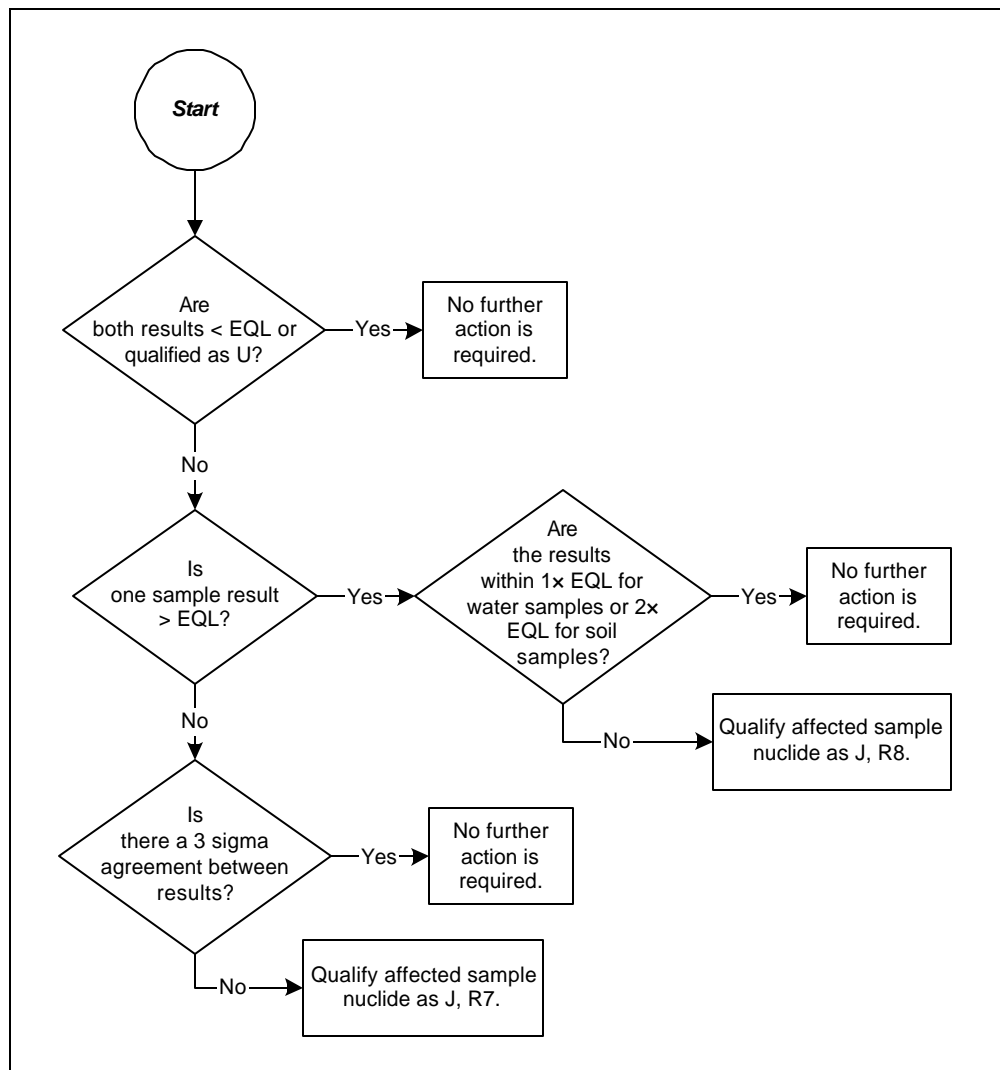 Start
Are
both results < EQL or
qualified as U?
Yes
No further
action is
required.
No
Is
one sample result
> EQL?
Yes
Are
the results
within 1× EQL for
water samples or 2×
EQL for soil
samples?
Yes
No further
action is
required.
No
Qualify affected sample
nuclide as J, R8.
No
Is
there a 3 sigma
agreement between
results?
Yes
No further
action is
required.
No
Qualify affected sample
nuclide as J, R7.